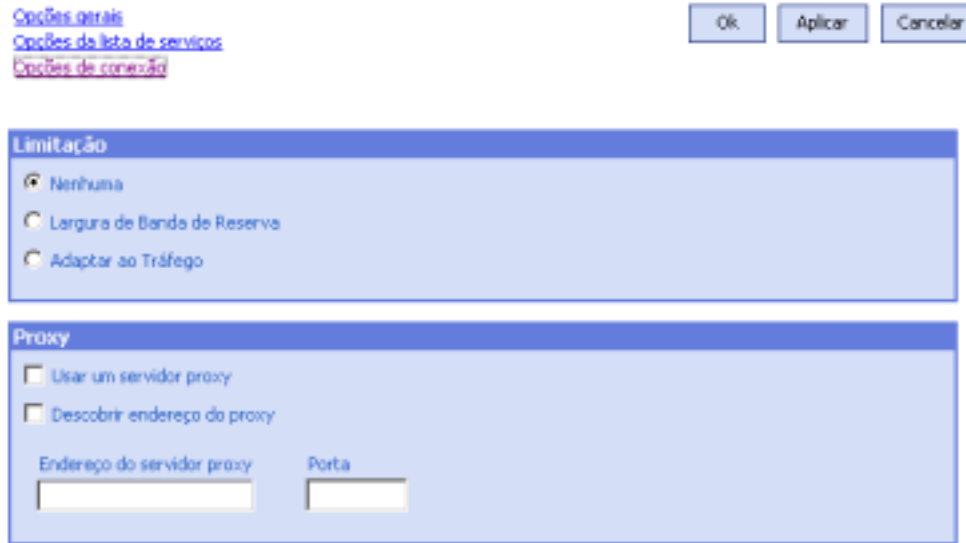 Opções gerais
Opções da lista de serviços
Opções de conexão
Ok Aplicar Cancelar
Limitação
Nenhuma
Largura de Banda de Reserva
Adaptar ao Tráfego
Proxy
Usar um servidor proxy
Descobrir endereço do proxy
Endereço do servidor proxy Porta